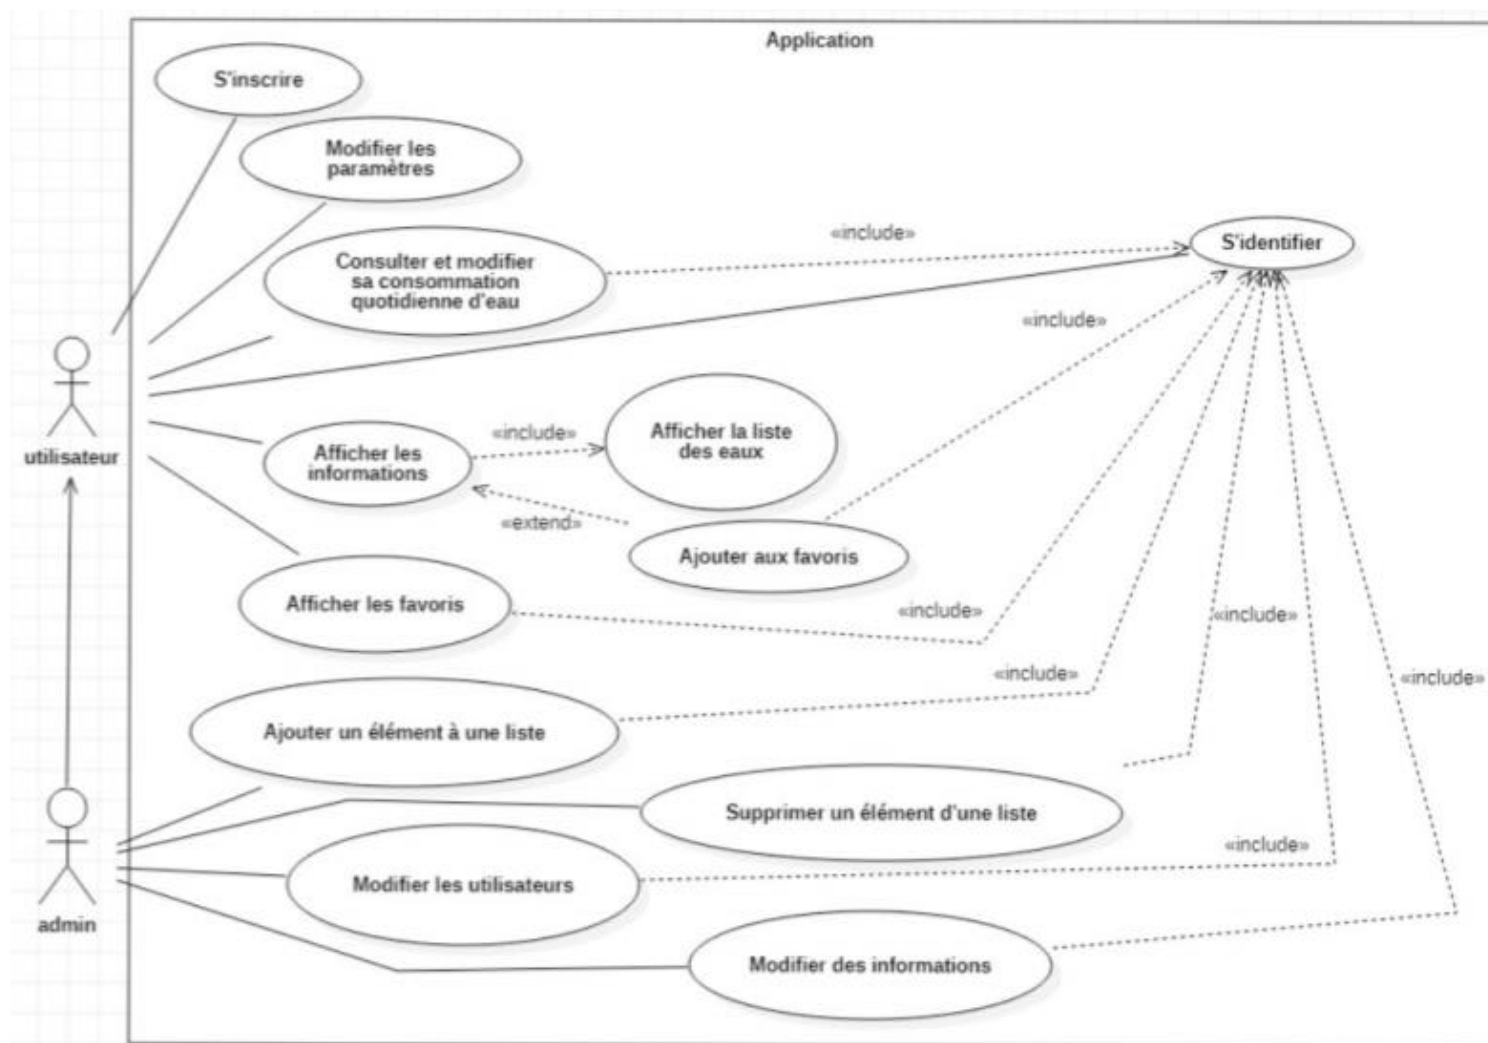 Application
S'inscrire
Modifier les
paramètres
Consulter et modifier
sa consommation
quotidienne d'eau
«include»
S'identifier
«include»
utilisateur
Afficher les
informations
«include»
Afficher la liste
des eaux
«extend»
Ajouter aux favoris
Afficher les favoris
«include»
«include»
«include»
«include»
Ajouter un élément à une liste
Supprimer un élément d'une liste
«include»
admin
Modifier les utilisateurs
Modifier des informations